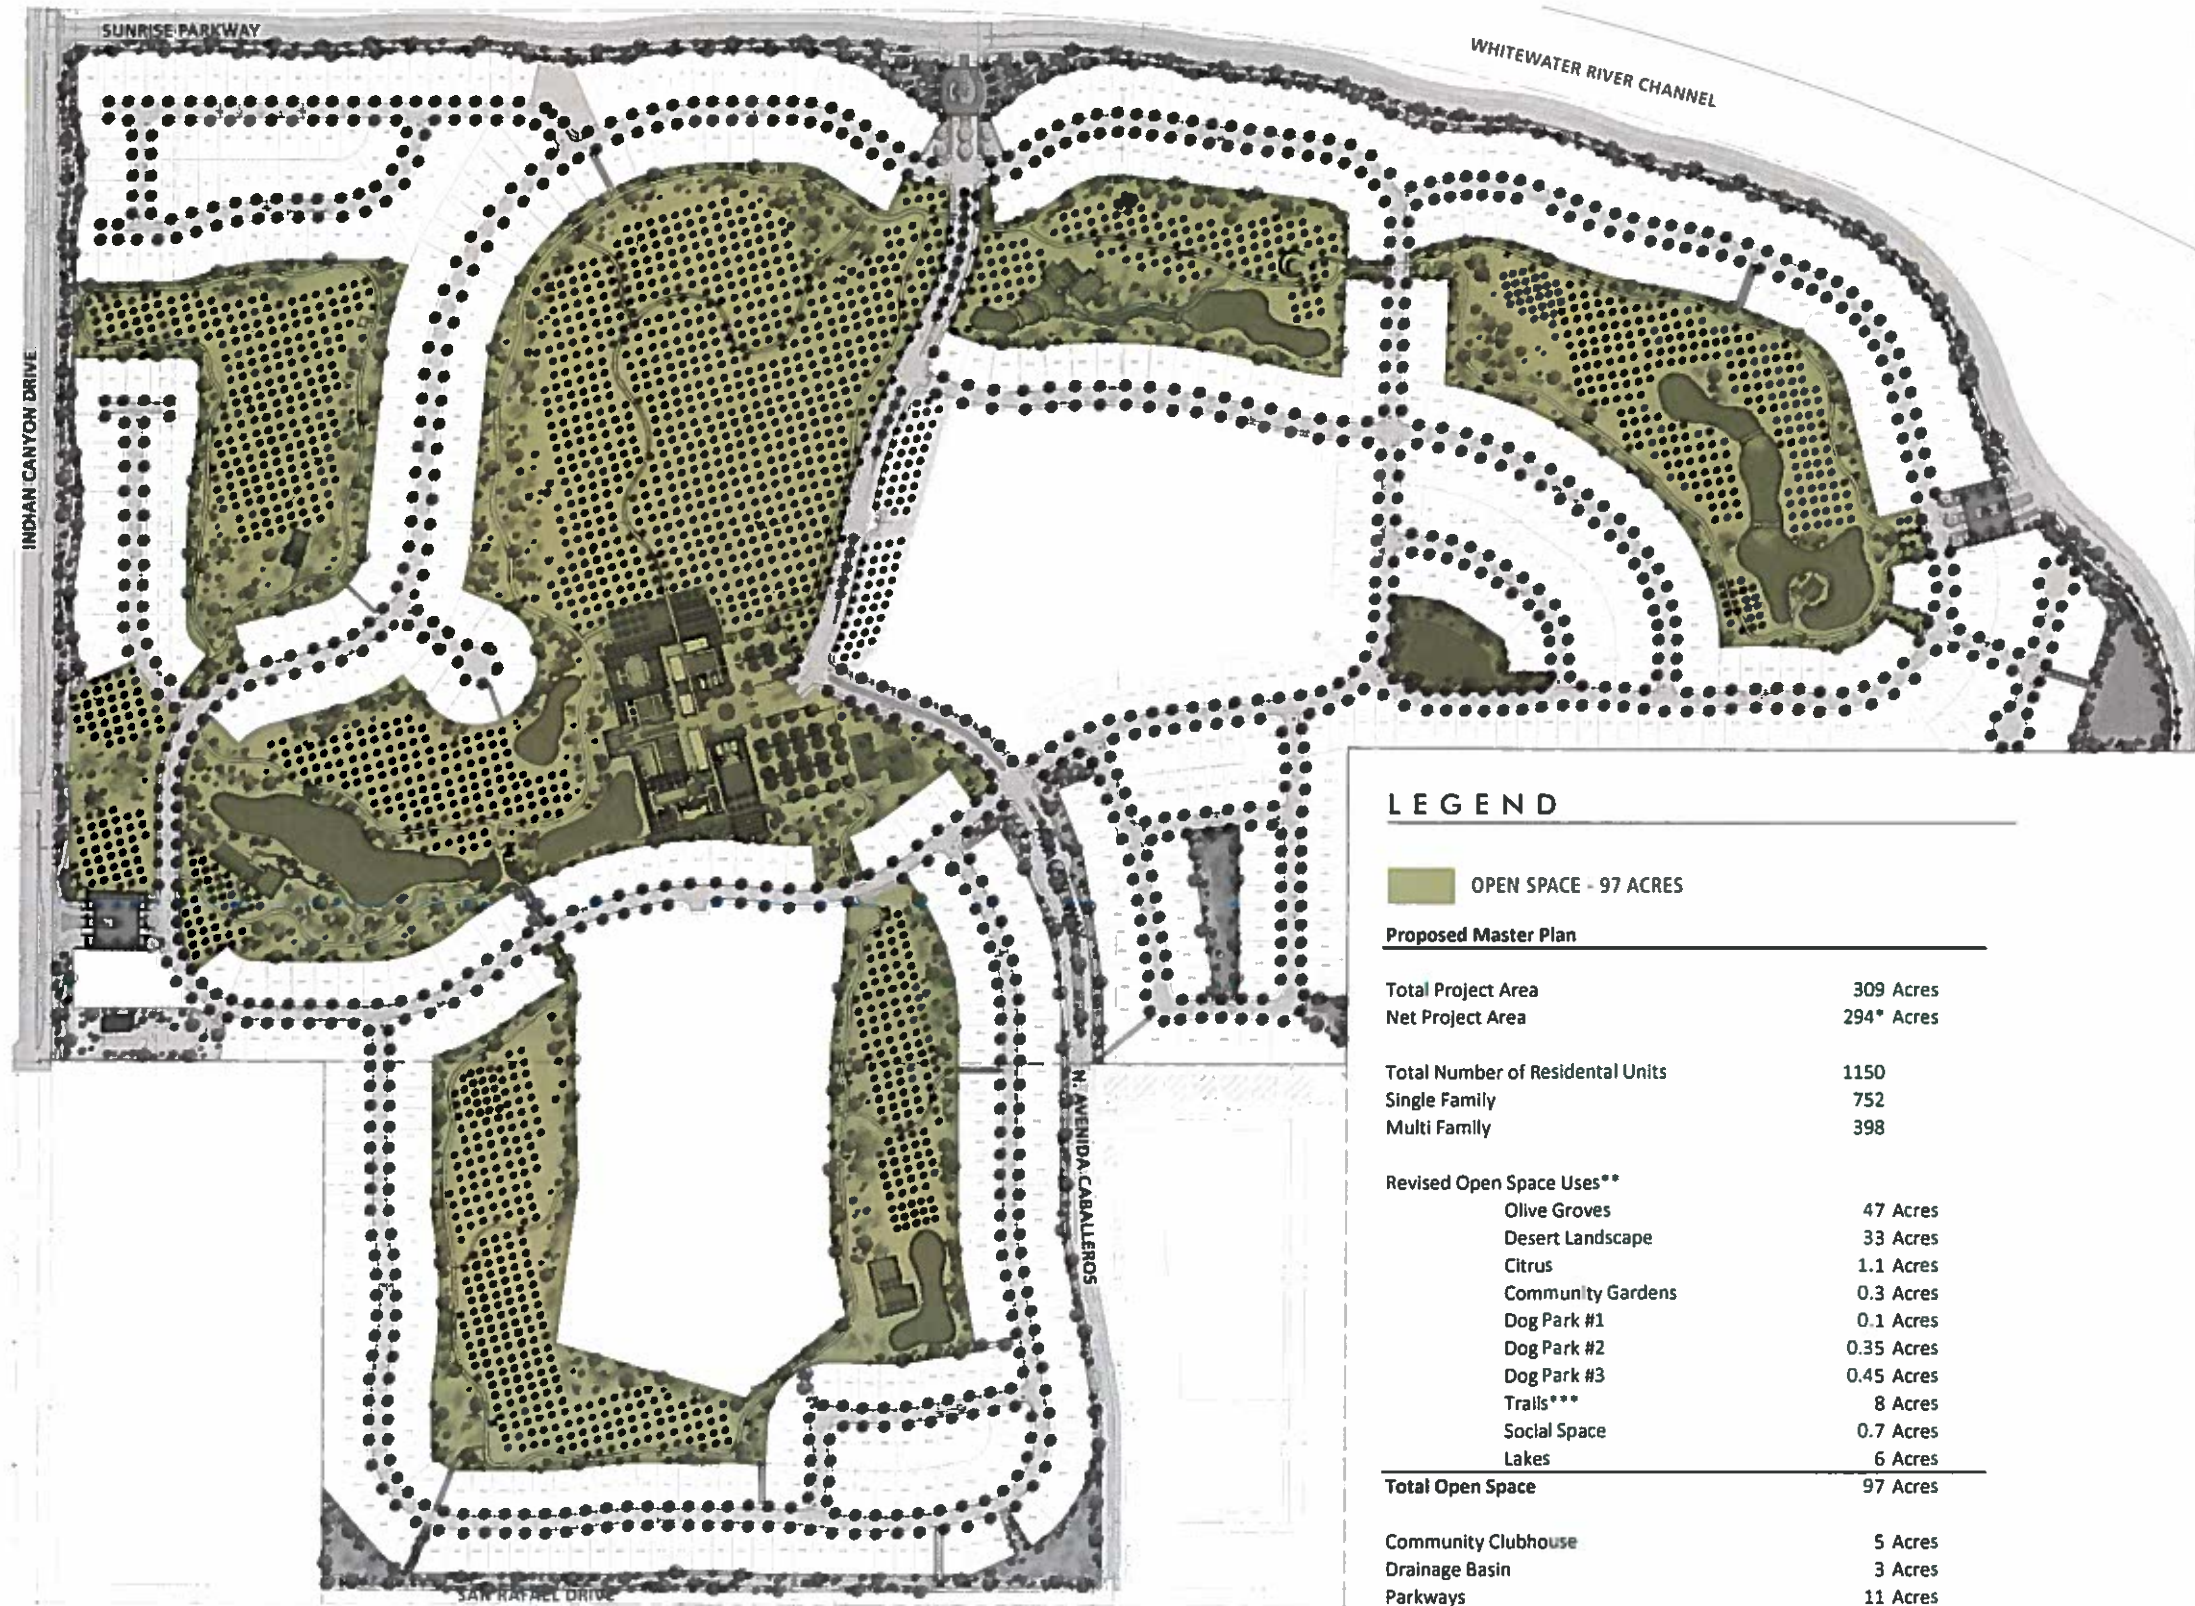 SUNRISE PARKWAY
WHITEWATER RIVER CHANNEL
INDIAN CANYON DRIVE
N. AVENIDA CABALLEROS
SAN RAFAEL DRIVE
LEGEND
OPEN SPACE - 97 ACRES
Proposed Master Plan
Total Project Area 309 Acres
Net Project Area 294* Acres
Total Number of Residental Units 1150
Single Family 752
Multi Family 398
Revised Open Space Uses**
Olive Groves 47 Acres
Desert Landscape 33 Acres
Citrus 1.1 Acres
Community Gardens 0.3 Acres
Dog Park #1 0.1 Acres
Dog Park #2 0.35 Acres
Dog Park #3 0.45 Acres
Trails*** 8 Acres
Social Space 0.7 Acres
Lakes 6 Acres
Total Open Space 97 Acres
Community Clubhouse 5 Acres
Drainage Basin 3 Acres
Parkways 11 Acres